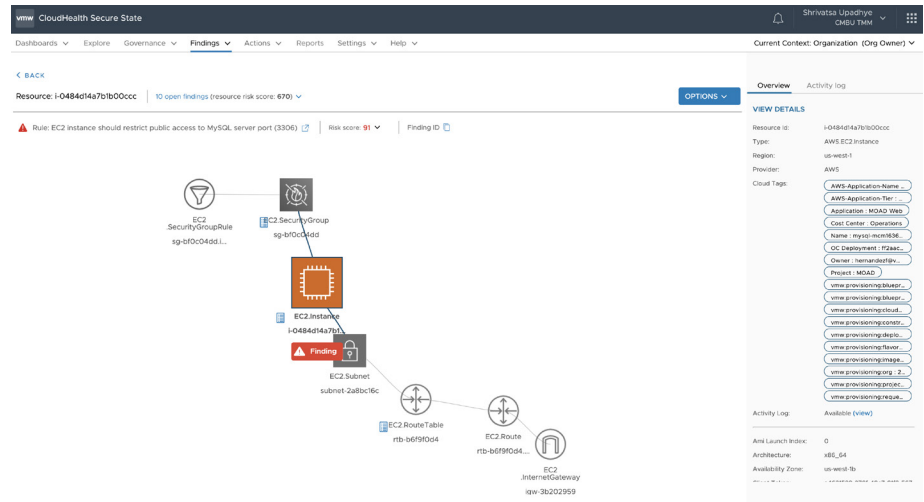 vmw CloudHealth Secure State
Shrivatsa Upadhye
CMBU TMM
Dashboards Explore Governance Findings Actions Reports Settings Help
Current Context: Organization (Org Owner)
BACK
Resource: i-0484d14a7b1b00ccc 10 open findings (resource risk score: 670)
OPTIONS
Rule: EC2 instance should restrict public access to MySQL server port (3306) Risk score: 91 Finding ID
EC2
.SecurityGroupRule
sg-bf0c04dd.i...
EC2.SecurityGroup
sg-bf0c04dd
EC2.Instance
i-0484d14a7b1...
Finding
EC2.Subnet
subnet-2a8bc16c
EC2.RouteTable
rtb-b6f9f0d4
EC2.Route
rtb-b6f9f0d4....
EC2
.InternetGateway
igw-3b202959
Overview Activity log
VIEW DETAILS
Resource Id: i-0484d14a7b1b00ccc
Type: AWS.EC2.Instance
Region: us-west-1
Provider: AWS
Cloud Tags: AWS-Application-Name ...
AWS-Application-Tier : ...
Application : MOAD Web
Cost Center : Operations
Name : mysql-mcm1636...
OC Deployment : ff2aac...
Owner : hernandezf@v...
Project : MOAD
vmw.provisioning:bluepr...
vmw.provisioning:bluepr...
vmw.provisioning:cloud...
vmw.provisioning:constr...
vmw.provisioning:deplo...
vmw.provisioning:flavor...
vmw.provisioning:image...
vmw.provisioning:org : 2...
vmw.provisioning:projec...
vmw.provisioning:reque...
Activity Log: Available (view)
Ami Launch Index: 0
Architecture: x86_64
Availability Zone: us-west-1b